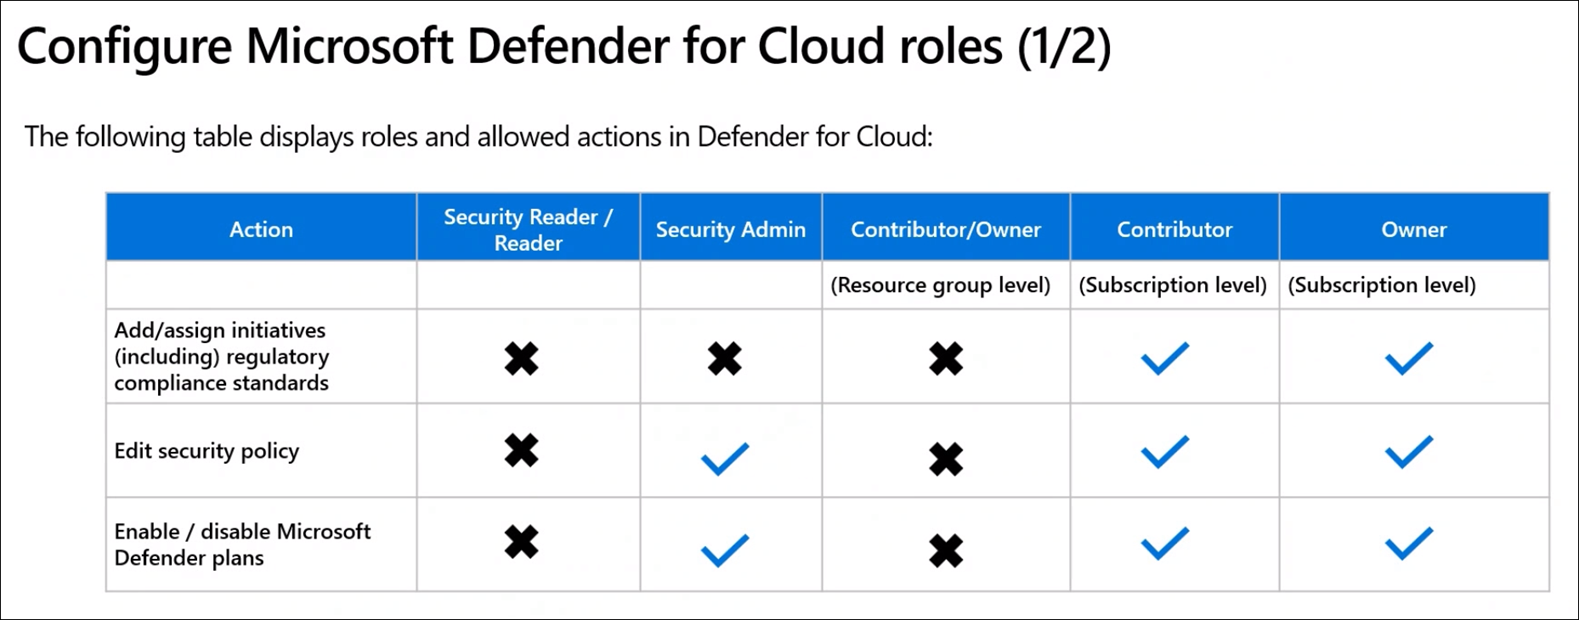 Configure Microsoft Defender for Cloud roles (1/2)
The following table displays roles and allowed actions in Defender for Cloud:
Action
Security Reader /
Reader
Security Admin
Contributor/Owner
Contributor
Owner
(Resource group level)
(Subscription level)
(Subscription level)
Add/assign initiatives
(including) regulatory
compliance standards
Edit security policy
Enable / disable Microsoft
Defender plans